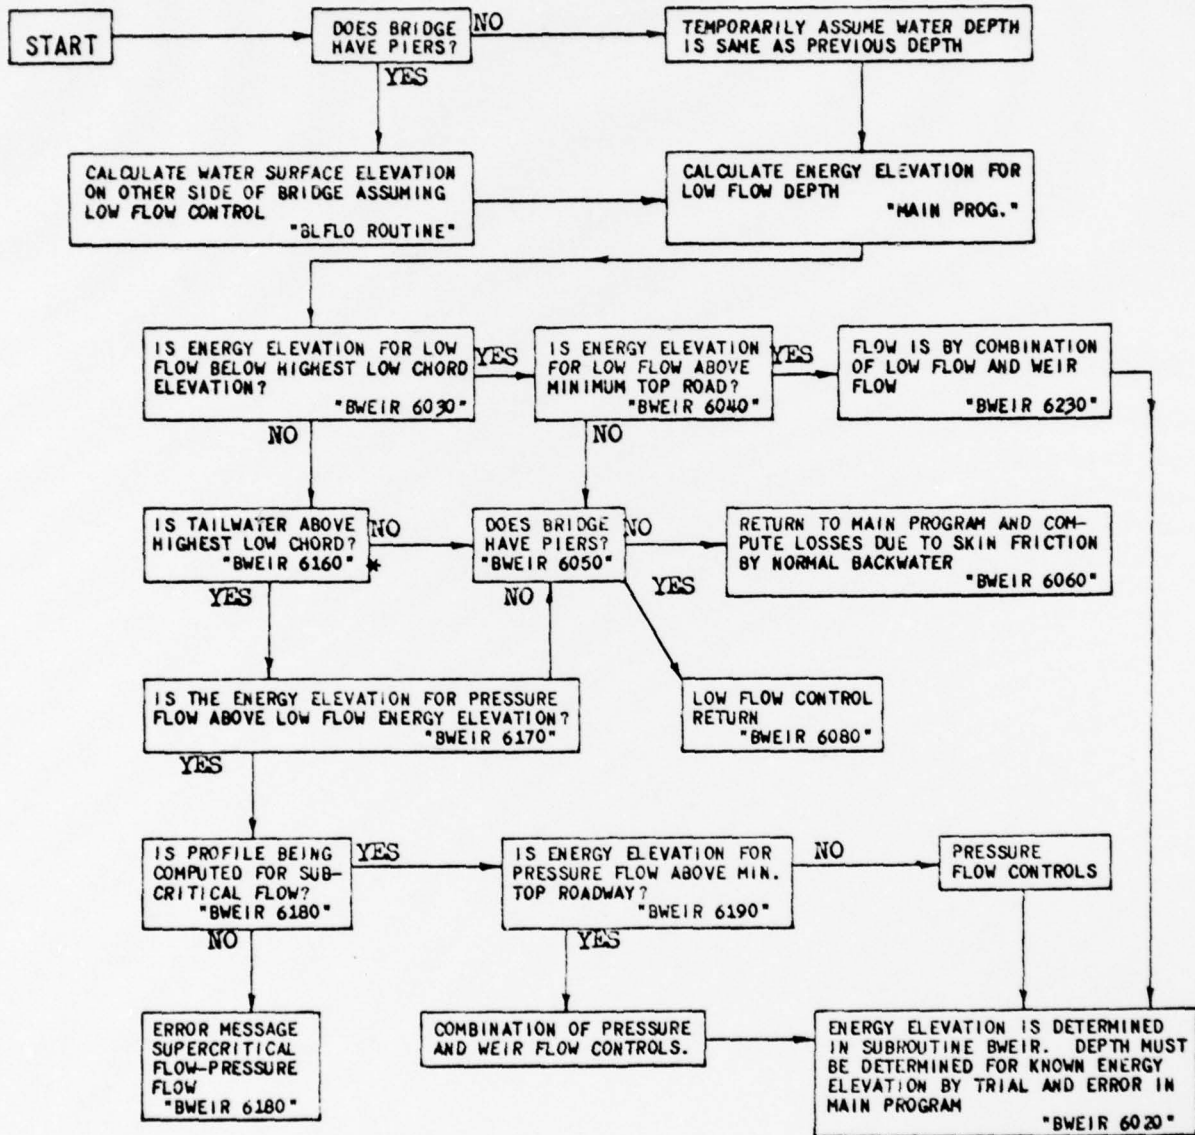 START
DOES BRIDGE
HAVE PIERS?
NO
TEMPORARILY ASSUME WATER DEPTH
IS SAME AS PREVIOUS DEPTH
YES
CALCULATE WATER SURFACE ELEVATION
ON OTHER SIDE OF BRIDGE ASSUMING
LOW FLOW CONTROL
"BLFLO ROUTINE"
CALCULATE ENERGY ELEVATION FOR
LOW FLOW DEPTH
"MAIN PROG."
IS ENERGY ELEVATION FOR LOW
FLOW BELOW HIGHEST LOW CHORD
ELEVATION?
"BWEIR 6030"
YES
IS ENERGY ELEVATION
FOR LOW FLOW ABOVE
MINIMUM TOP ROAD?
"BWEIR 6040"
YES
FLOW IS BY COMBINATION
OF LOW FLOW AND WEIR
FLOW
"BWEIR 6230"
NO
NO
IS TAILWATER ABOVE
HIGHEST LOW CHORD?
"BWEIR 6160"
*
NO
DOES BRIDGE
HAVE PIERS?
"BWEIR 6050"
NO
RETURN TO MAIN PROGRAM AND COM-
PUTE LOSSES DUE TO SKIN FRICTION
BY NORMAL BACKWATER
"BWEIR 6060"
YES
NO
YES
IS THE ENERGY ELEVATION FOR PRESSURE
FLOW ABOVE LOW FLOW ENERGY ELEVATION?
"BWEIR 6170"
LOW FLOW CONTROL
RETURN
"BWEIR 6080"
YES
IS PROFILE BEING
COMPUTED FOR SUB-
CRITICAL FLOW?
"BWEIR 6180"
YES
IS ENERGY ELEVATION FOR
PRESSURE FLOW ABOVE MIN.
TOP ROADWAY?
"BWEIR 6190"
NO
PRESSURE
FLOW CONTROLS
NO
YES
ERROR MESSAGE
SUPERCRITICAL
FLOW-PRESSURE
FLOW
"BWEIR 6180"
COMBINATION OF PRESSURE
AND WEIR FLOW CONTROLS.
ENERGY ELEVATION IS DETERMINED
IN SUBROUTINE BWEIR. DEPTH MUST
BE DETERMINED FOR KNOWN ENERGY
ELEVATION BY TRIAL AND ERROR IN
MAIN PROGRAM
"BWEIR 6020"